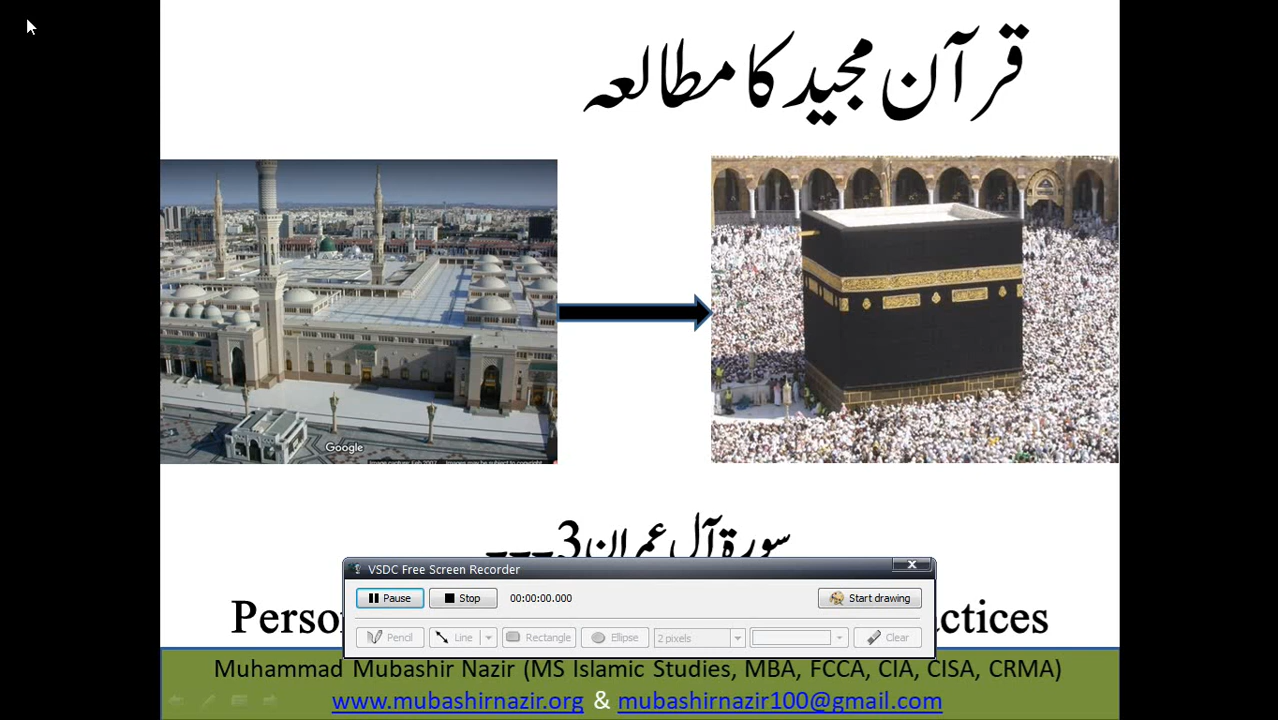 قرآن مجید کا مطالعہ
Google
سورۃ آل عمران 3---
VSDC Free Screen Recorder
Pause Stop 00:00:00.000 Start drawing
Pencil Line Rectangle Ellipse 2 pixels Clear
Muhammad Mubashir Nazir (MS Islamic Studies, MBA, FCCA, CIA, CISA, CRMA)
www.mubashirnazir.org & mubashirnazir100@gmail.com